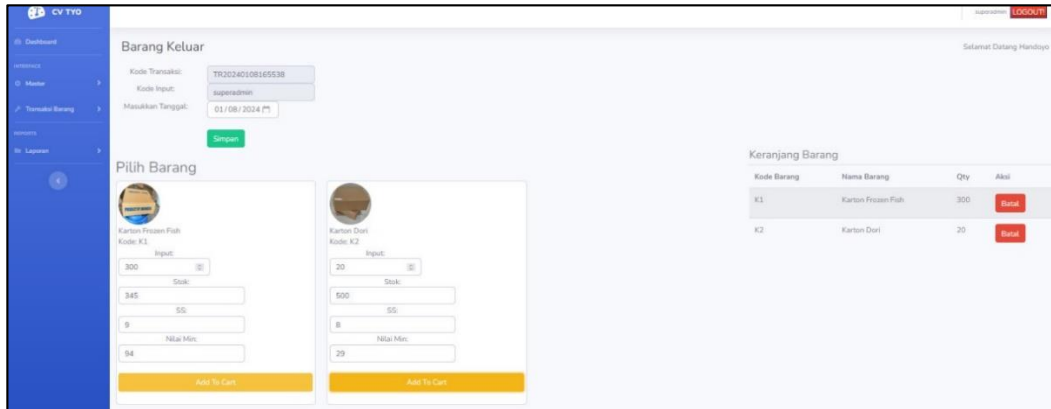 CV TYO
superadmin LOGOUT!
Dashboard
INTERFACE
Master
Transaksi Barang
REPORTS
Laporan
Barang Keluar
Selamat Datang Handoyo
Kode Transaksi: TR20240108165538
Kode Input: superadmin
Masukkan Tanggal: 01/08/2024
Simpan
Pilih Barang
Karton Frozen Fish
Kode: K1
Input:
300
Stok:
345
SS:
9
Nilai Min:
94
Add To Cart
Karton Dori
Kode: K2
Input:
20
Stok:
500
SS:
8
Nilai Min:
29
Add To Cart
Keranjang Barang
Kode Barang Nama Barang Qty Aksi
K1 Karton Frozen Fish 300 Batal
K2 Karton Dori 20 Batal